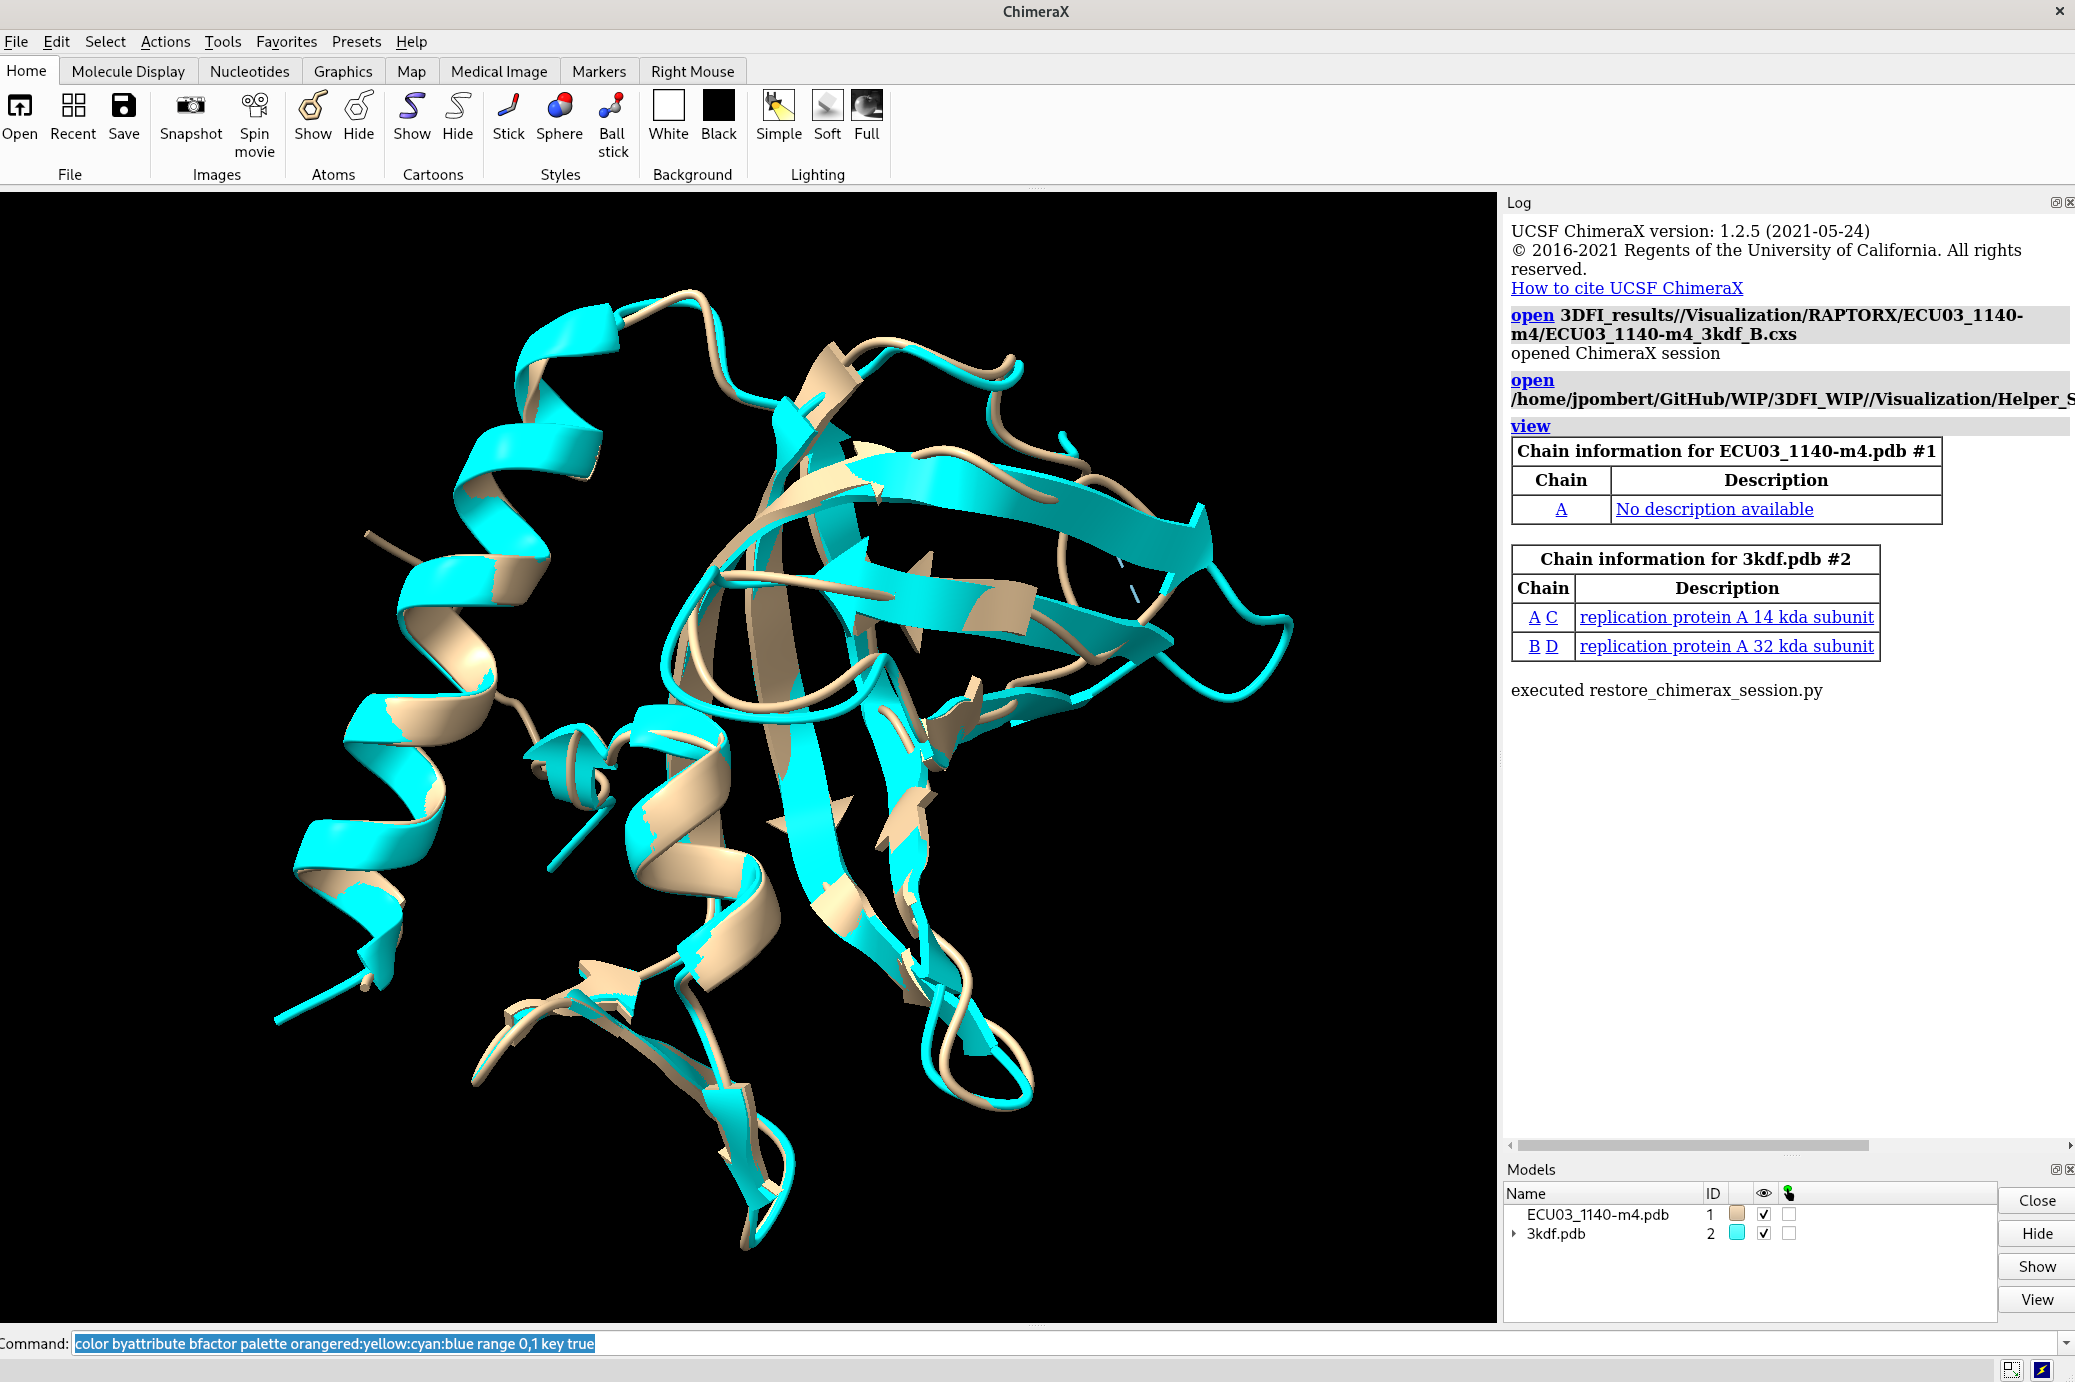 ChimeraX
File Edit Select Actions Tools Favorites Presets Help
Home Molecule Display Nucleotides Graphics Map Medical Image Markers Right Mouse
Open Recent Save Snapshot Spin movie Show Hide Show Hide Stick Sphere Ball stick White Black Simple Soft Full
File Images Atoms Cartoons Styles Background Lighting
Log
UCSF ChimeraX version: 1.2.5 (2021-05-24)
© 2016-2021 Regents of the University of California. All rights
reserved.
How to cite UCSF ChimeraX
open 3DFI_results//Visualization/RAPTORX/ECU03_1140-
m4/ECU03_1140-m4_3kdf_B.cxs
opened ChimeraX session
open
/home/jpombert/GitHub/WIP/3DFI_WIP//Visualization/Helper_S
view
Chain information for ECU03_1140-m4.pdb #1
Chain Description
A No description available
Chain information for 3kdf.pdb #2
Chain Description
A C replication protein A 14 kda subunit
B D replication protein A 32 kda subunit
executed restore_chimerax_session.py
Models
Name ID
ECU03_1140-m4.pdb 1
3kdf.pdb 2
Close
Hide
Show
View
Command: color byattribute bfactor palette orangered:yellow:cyan:blue range 0,1 key true